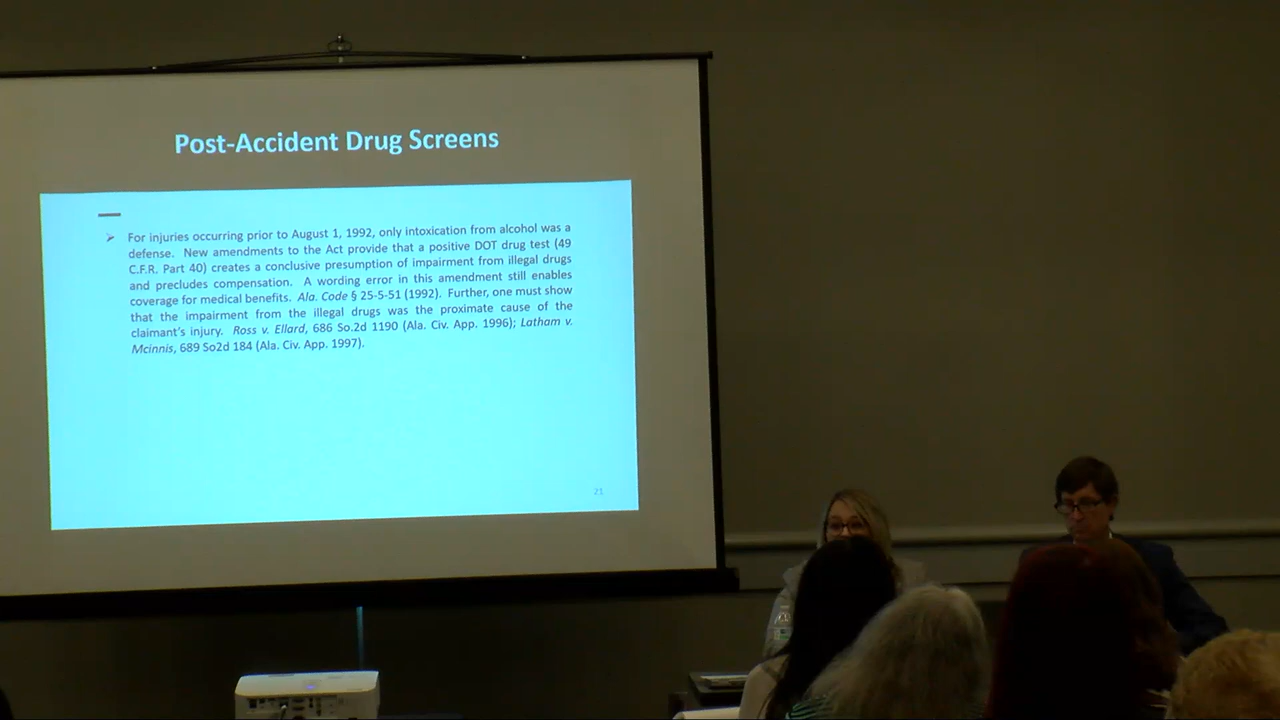 Post-Accident Drug Screens
For injuries occurring prior to August 1, 1992, only intoxication from alcohol was a
defense. New amendments to the Act provide that a positive DOT drug test (49
C.F.R. Part 40) creates a conclusive presumption of impairment from illegal drugs
and precludes compensation. A wording error in this amendment still enables
coverage for medical benefits. Ala. Code § 25-5-51 (1992). Further, one must show
that the impairment from the illegal drugs was the proximate cause of the
claimant's injury. Ross v. Ellard, 686 So.2d 1190 (Ala. Civ. App. 1996); Latham v.
Mcinnis, 689 So2d 184 (Ala. Civ. App. 1997).
21